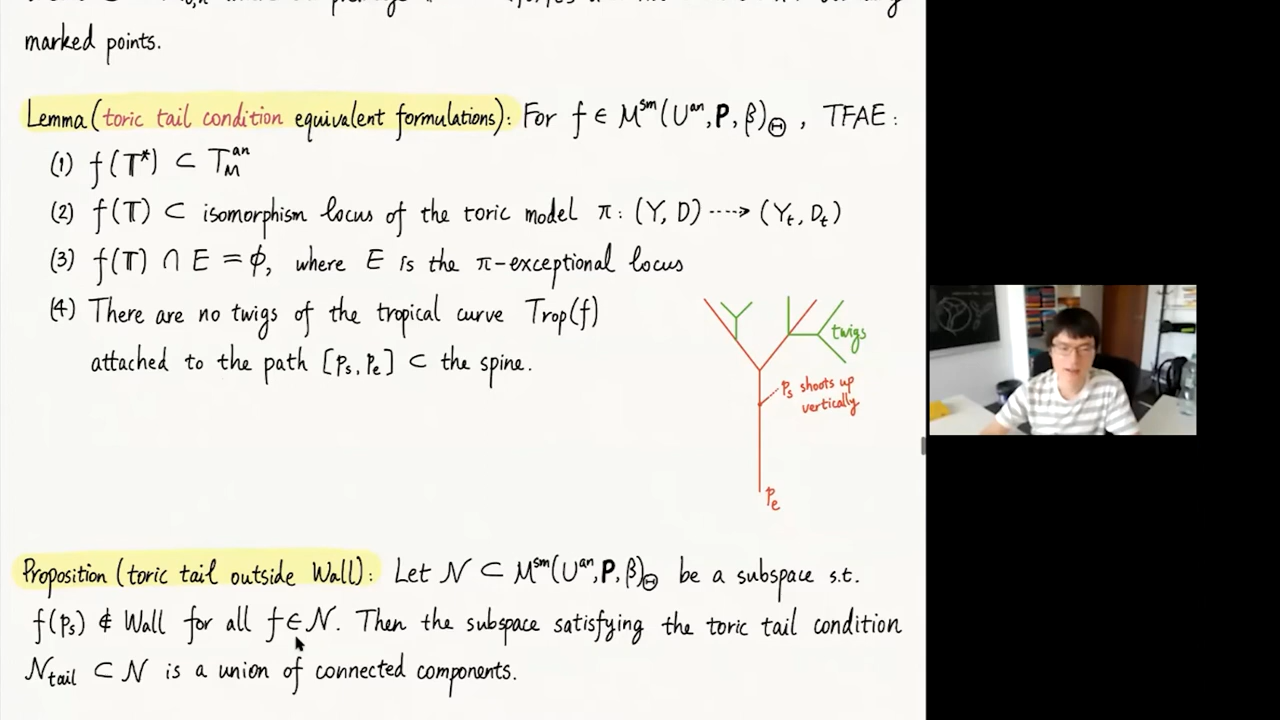 marked points.
Lemma (toric tail condition equivalent formulations): For f ∈ M^sm(U^an, P, β)_Θ, TFAE:
(1) f(𝕋*) ⊂ T_M^an
(2) f(𝕋) ⊂ isomorphism locus of the toric model π: (Y, D) ⇢ (Y_t, D_t)
(3) f(𝕋) ∩ E = ϕ, where E is the π-exceptional locus
(4) There are no twigs of the tropical curve Trop(f)
attached to the path [p_s, p_e] ⊂ the spine.
twigs
p_s shoots up
vertically
p_e
Proposition (toric tail outside Wall): Let N ⊂ M^sm(U^an, P, β)_Θ be a subspace s.t.
f(p_s) ∉ Wall for all f ∈ N. Then the subspace satisfying the toric tail condition
N_tail ⊂ N is a union of connected components.